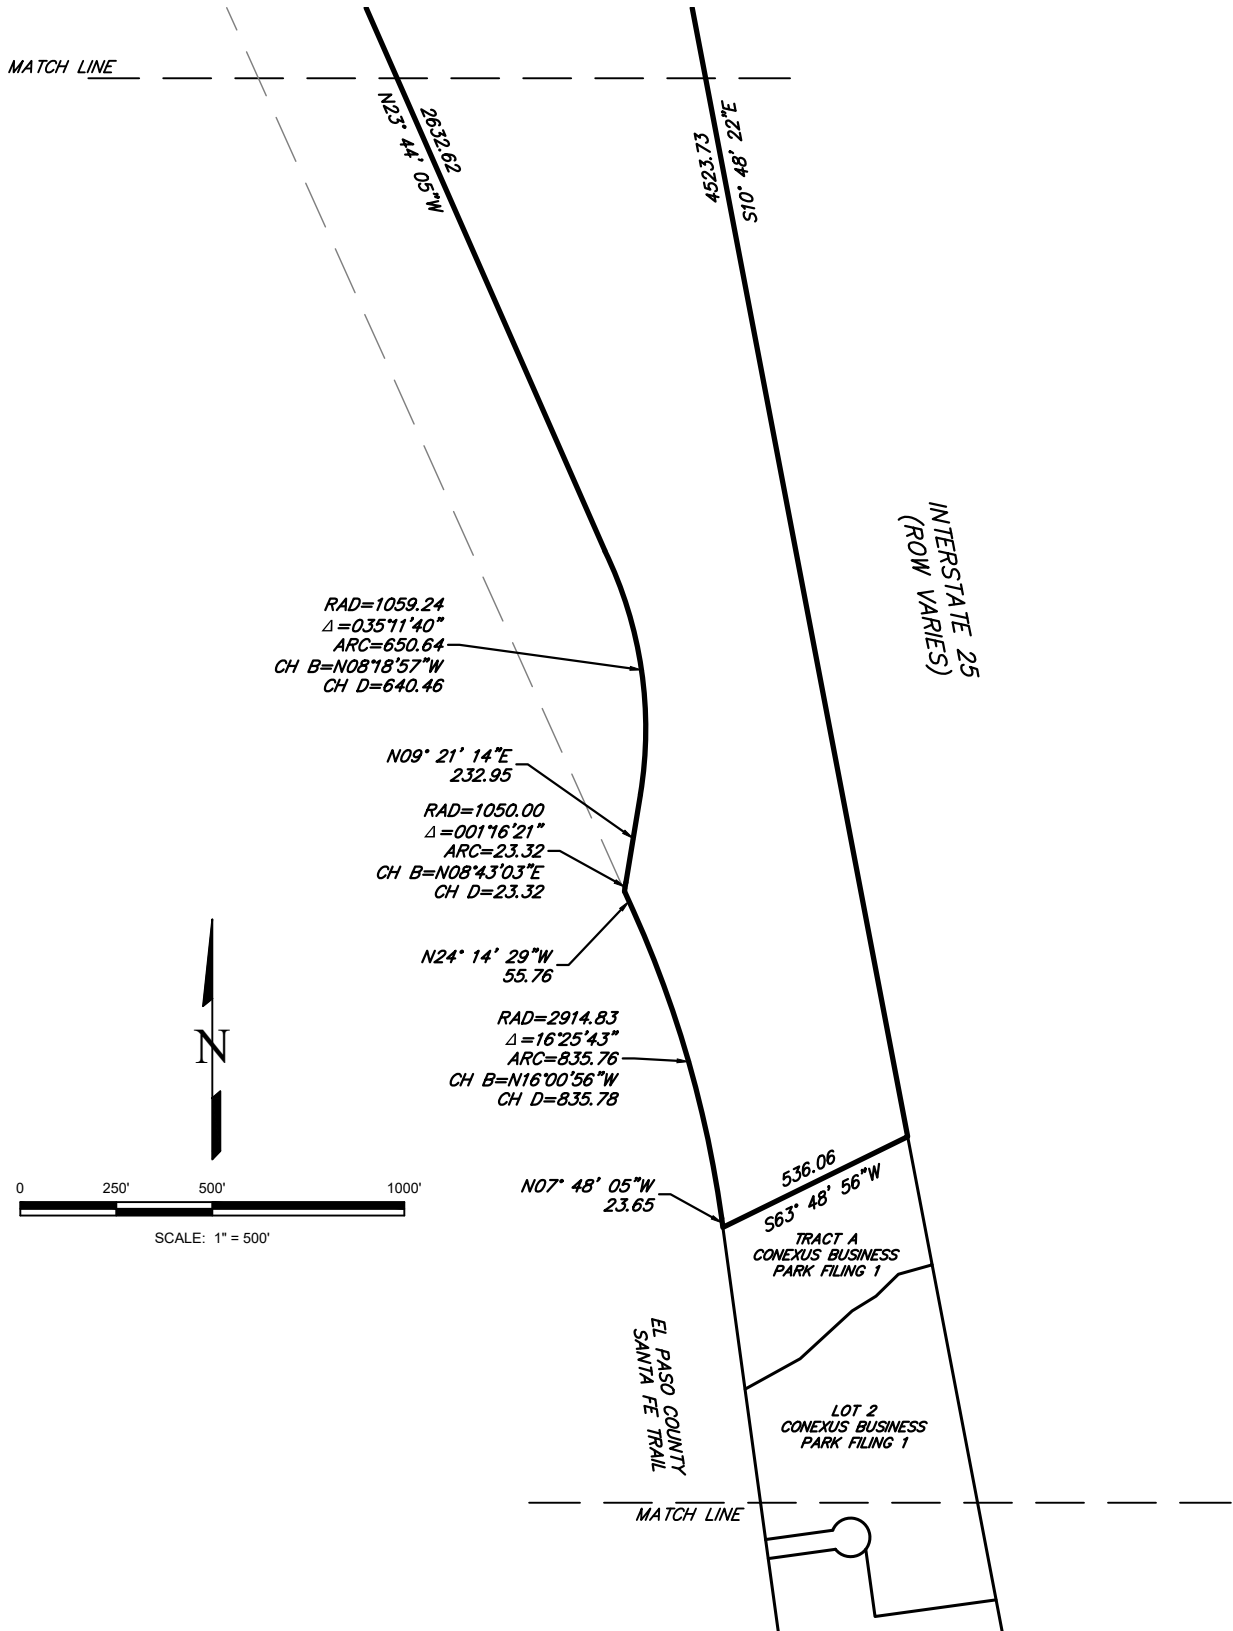 MATCH LINE
2632.62
N23° 44' 05"W
4523.73
S10° 48' 22"E
INTERSTATE 25
(ROW VARIES)
RAD=1059.24
Δ=035°11'40"
ARC=650.64
CH B=N08°18'57"W
CH D=640.46
N09° 21' 14"E
232.95
RAD=1050.00
Δ=001°16'21"
ARC=23.32
CH B=N08°43'03"E
CH D=23.32
N24° 14' 29"W
55.76
RAD=2914.83
Δ=16°25'43"
ARC=835.76
CH B=N16°00'56"W
CH D=835.78
N
0 250' 500' 1000'
SCALE: 1" = 500'
N07° 48' 05"W
23.65
536.06
S63° 48' 56"W
TRACT A
CONEXUS BUSINESS
PARK FILING 1
EL PASO COUNTY
SANTA FE TRAIL
LOT 2
CONEXUS BUSINESS
PARK FILING 1
MATCH LINE